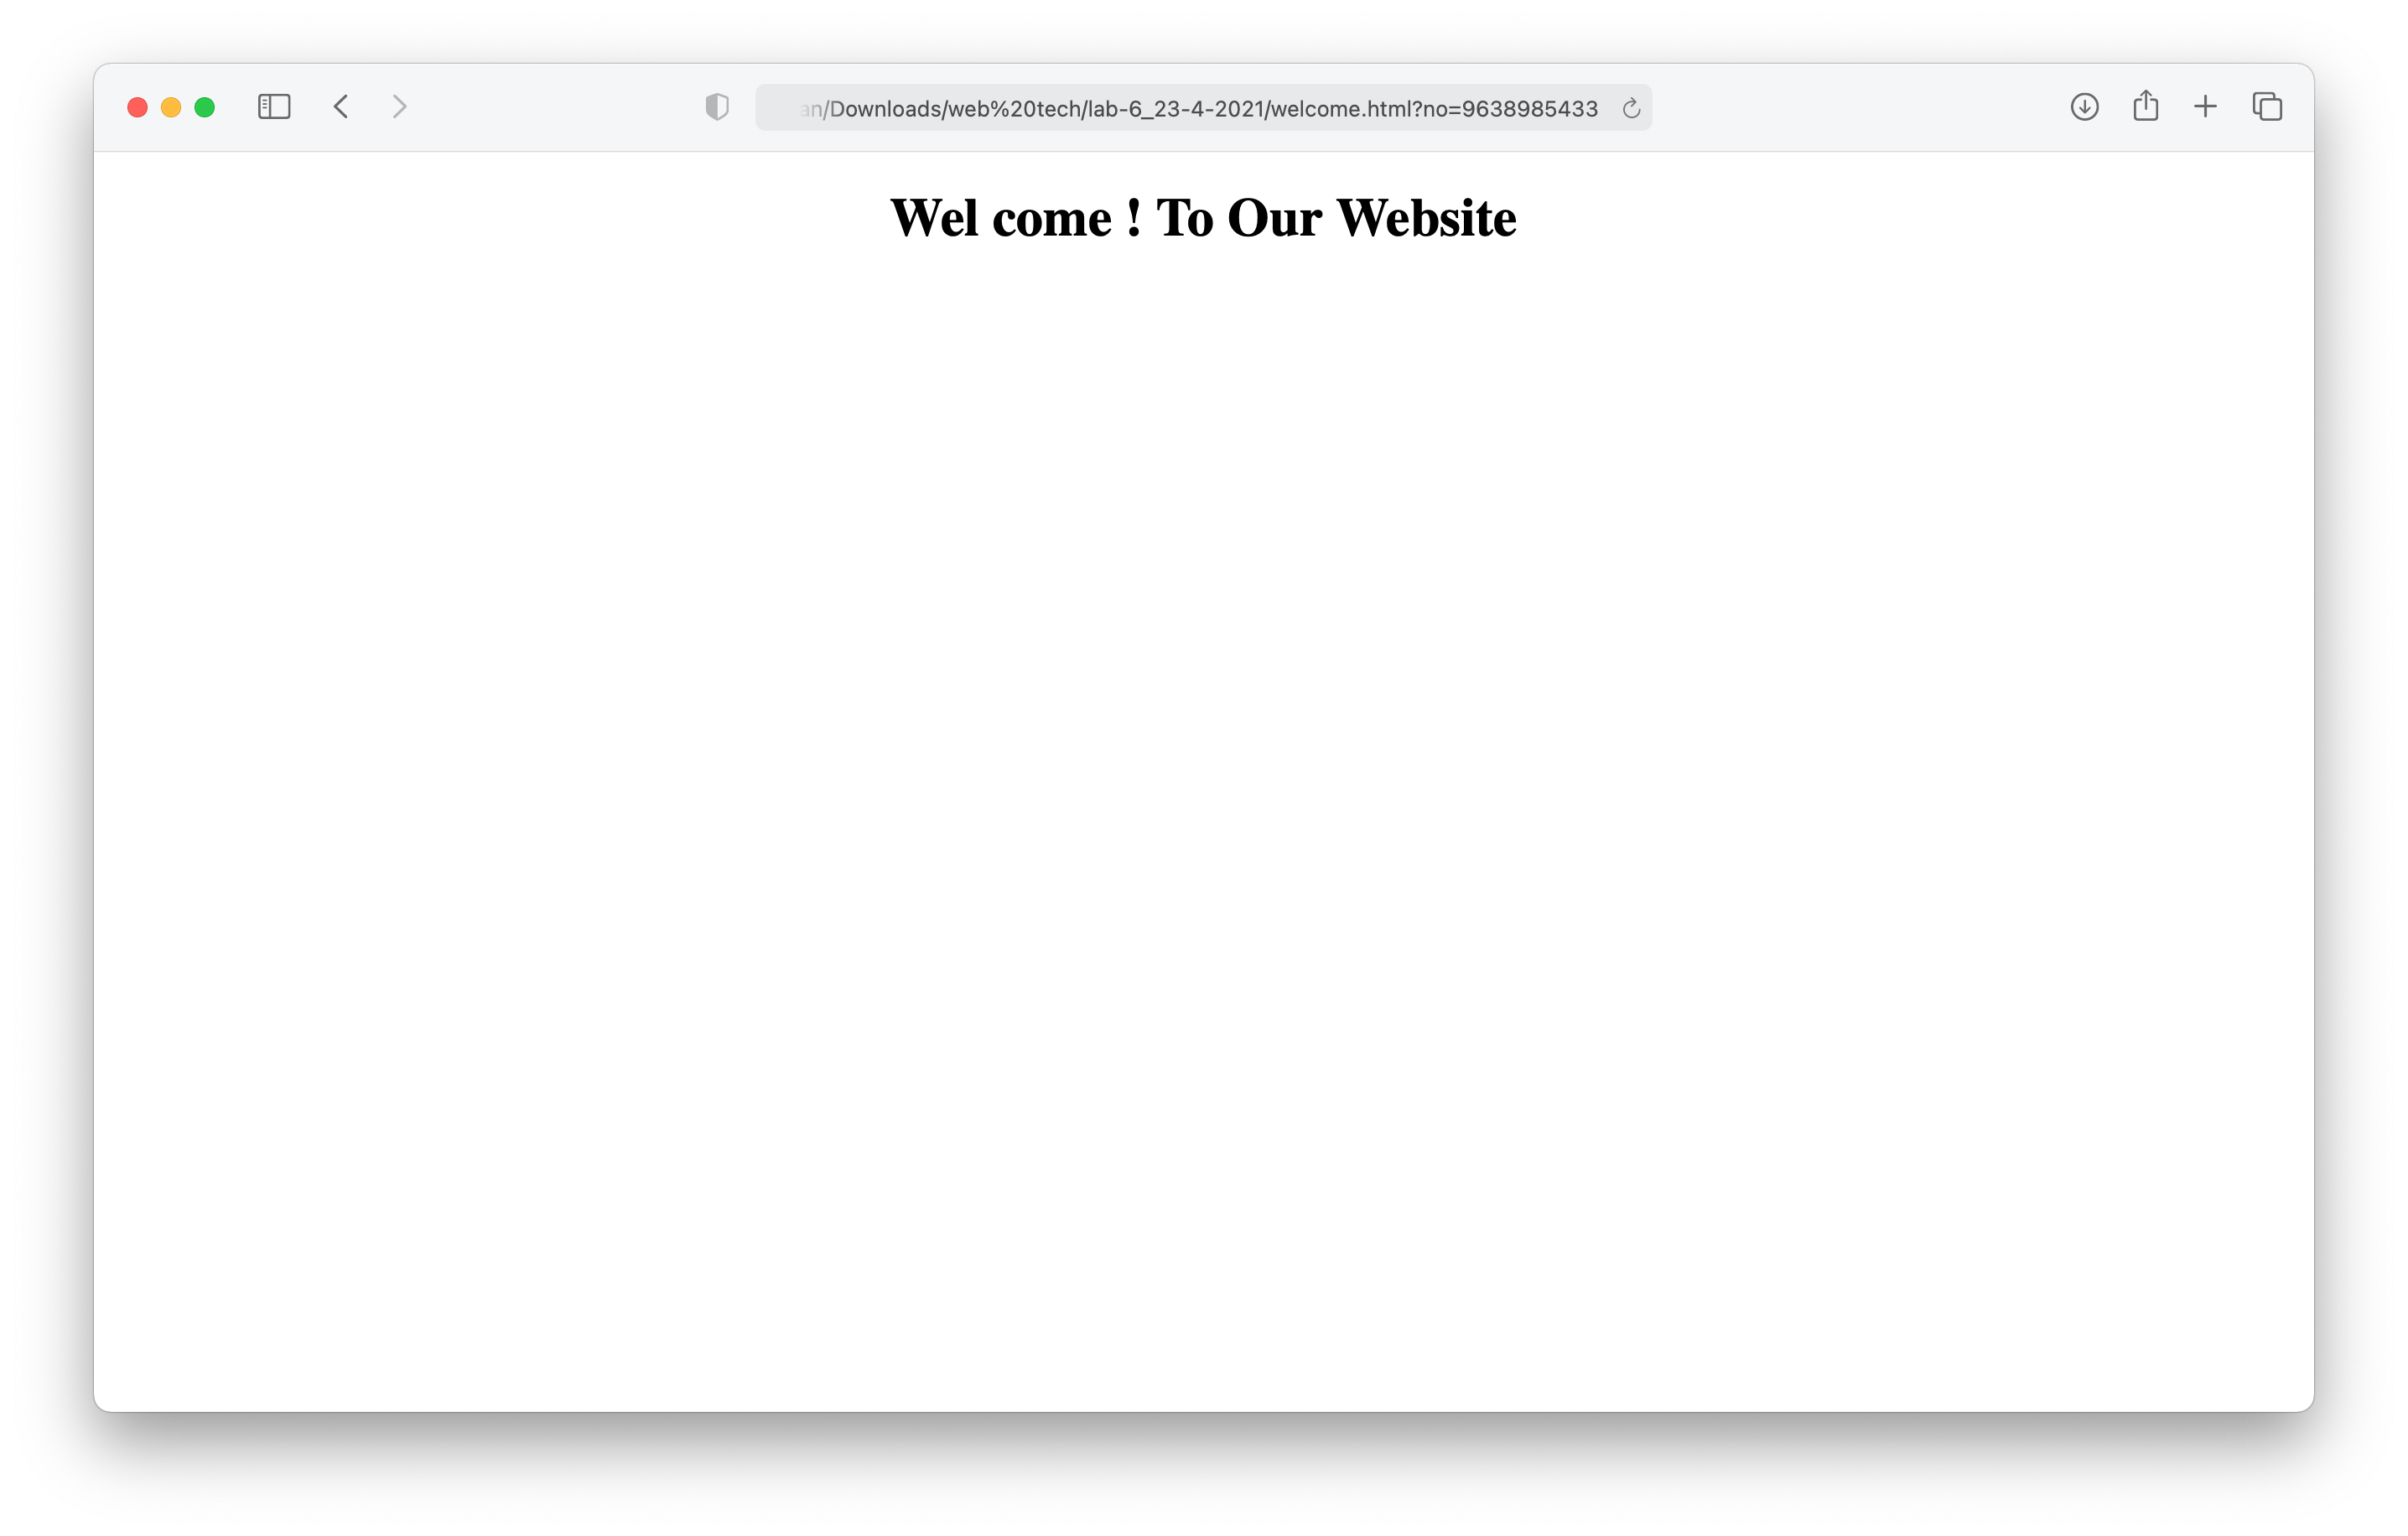 an/Downloads/web%20tech/lab-6_23-4-2021/welcome.html?no=9638985433
Wel come ! To Our Website